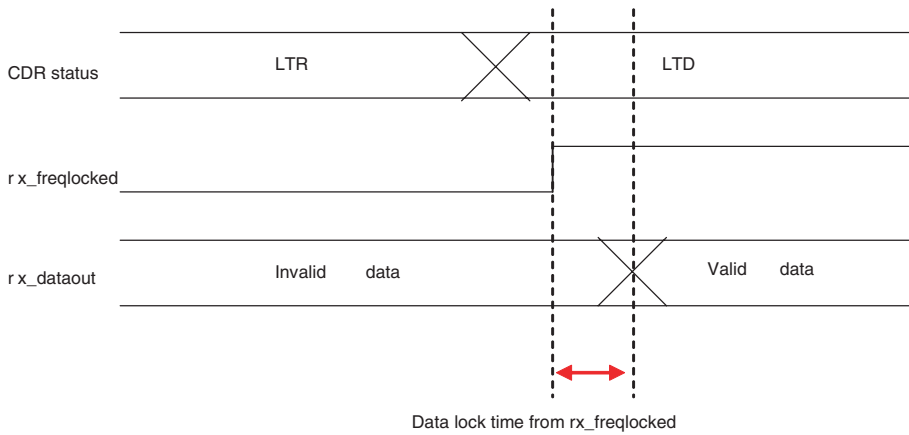 LTR
LTD
CDR status
r x_freqlocked
r x_dataout
Invalid data
Valid data
Data lock time from rx_freqlocked